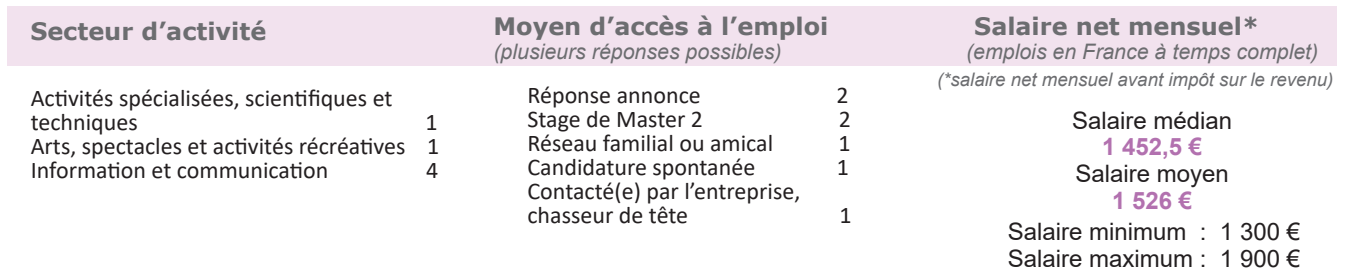 Secteur d’activité
Activités spécialisées, scientifiques et
techniques 1
Arts, spectacles et activités récréatives 1
Information et communication 4
Moyen d’accès à l’emploi
(plusieurs réponses possibles)
Réponse annonce 2
Stage de Master 2 2
Réseau familial ou amical 1
Candidature spontanée 1
Contacté(e) par l’entreprise,
chasseur de tête 1
Salaire net mensuel*
(emplois en France à temps complet)
(*salaire net mensuel avant impôt sur le revenu)
Salaire médian
1 452,5 €
Salaire moyen
1 526 €
Salaire minimum : 1 300 €
Salaire maximum : 1 900 €